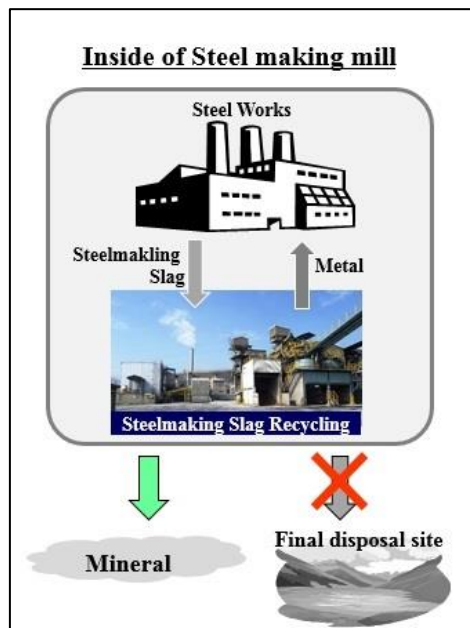 Inside of Steel making mill
Steel Works
Steelmakling
Slag
Metal
Steelmaking Slag Recycling
Mineral
Final disposal site